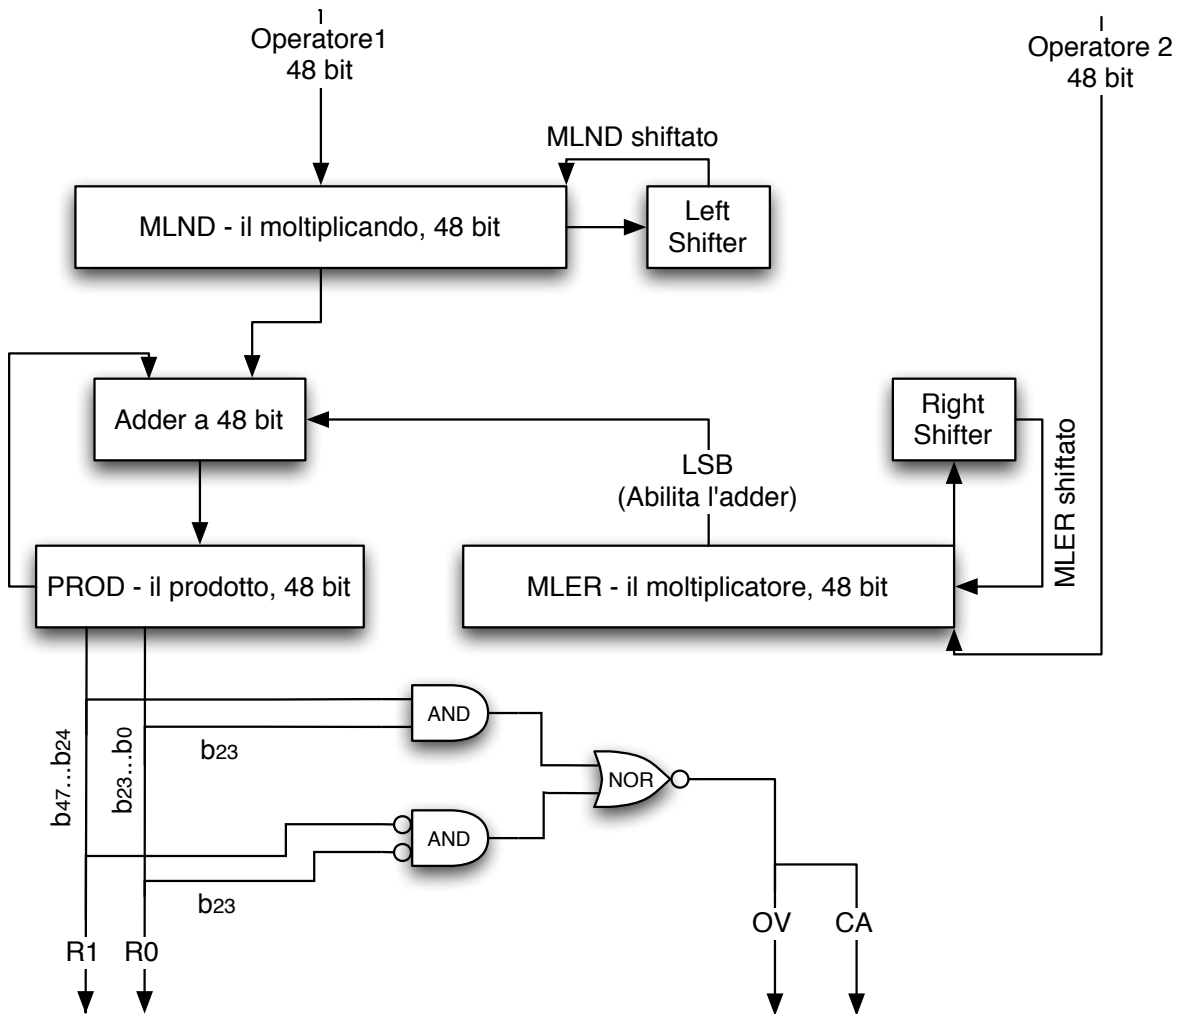 Operatore1
48 bit
Operatore 2
48 bit
MLND shiftato
MLND - il moltiplicando, 48 bit
Left
Shifter
Adder a 48 bit
Right
Shifter
MLER shiftato
LSB
(Abilita l'adder)
PROD - il prodotto, 48 bit
MLER - il moltiplicatore, 48 bit
AND
b47...b24
b23...b0
b23
NOR
AND
b23
OV
CA
R1
R0